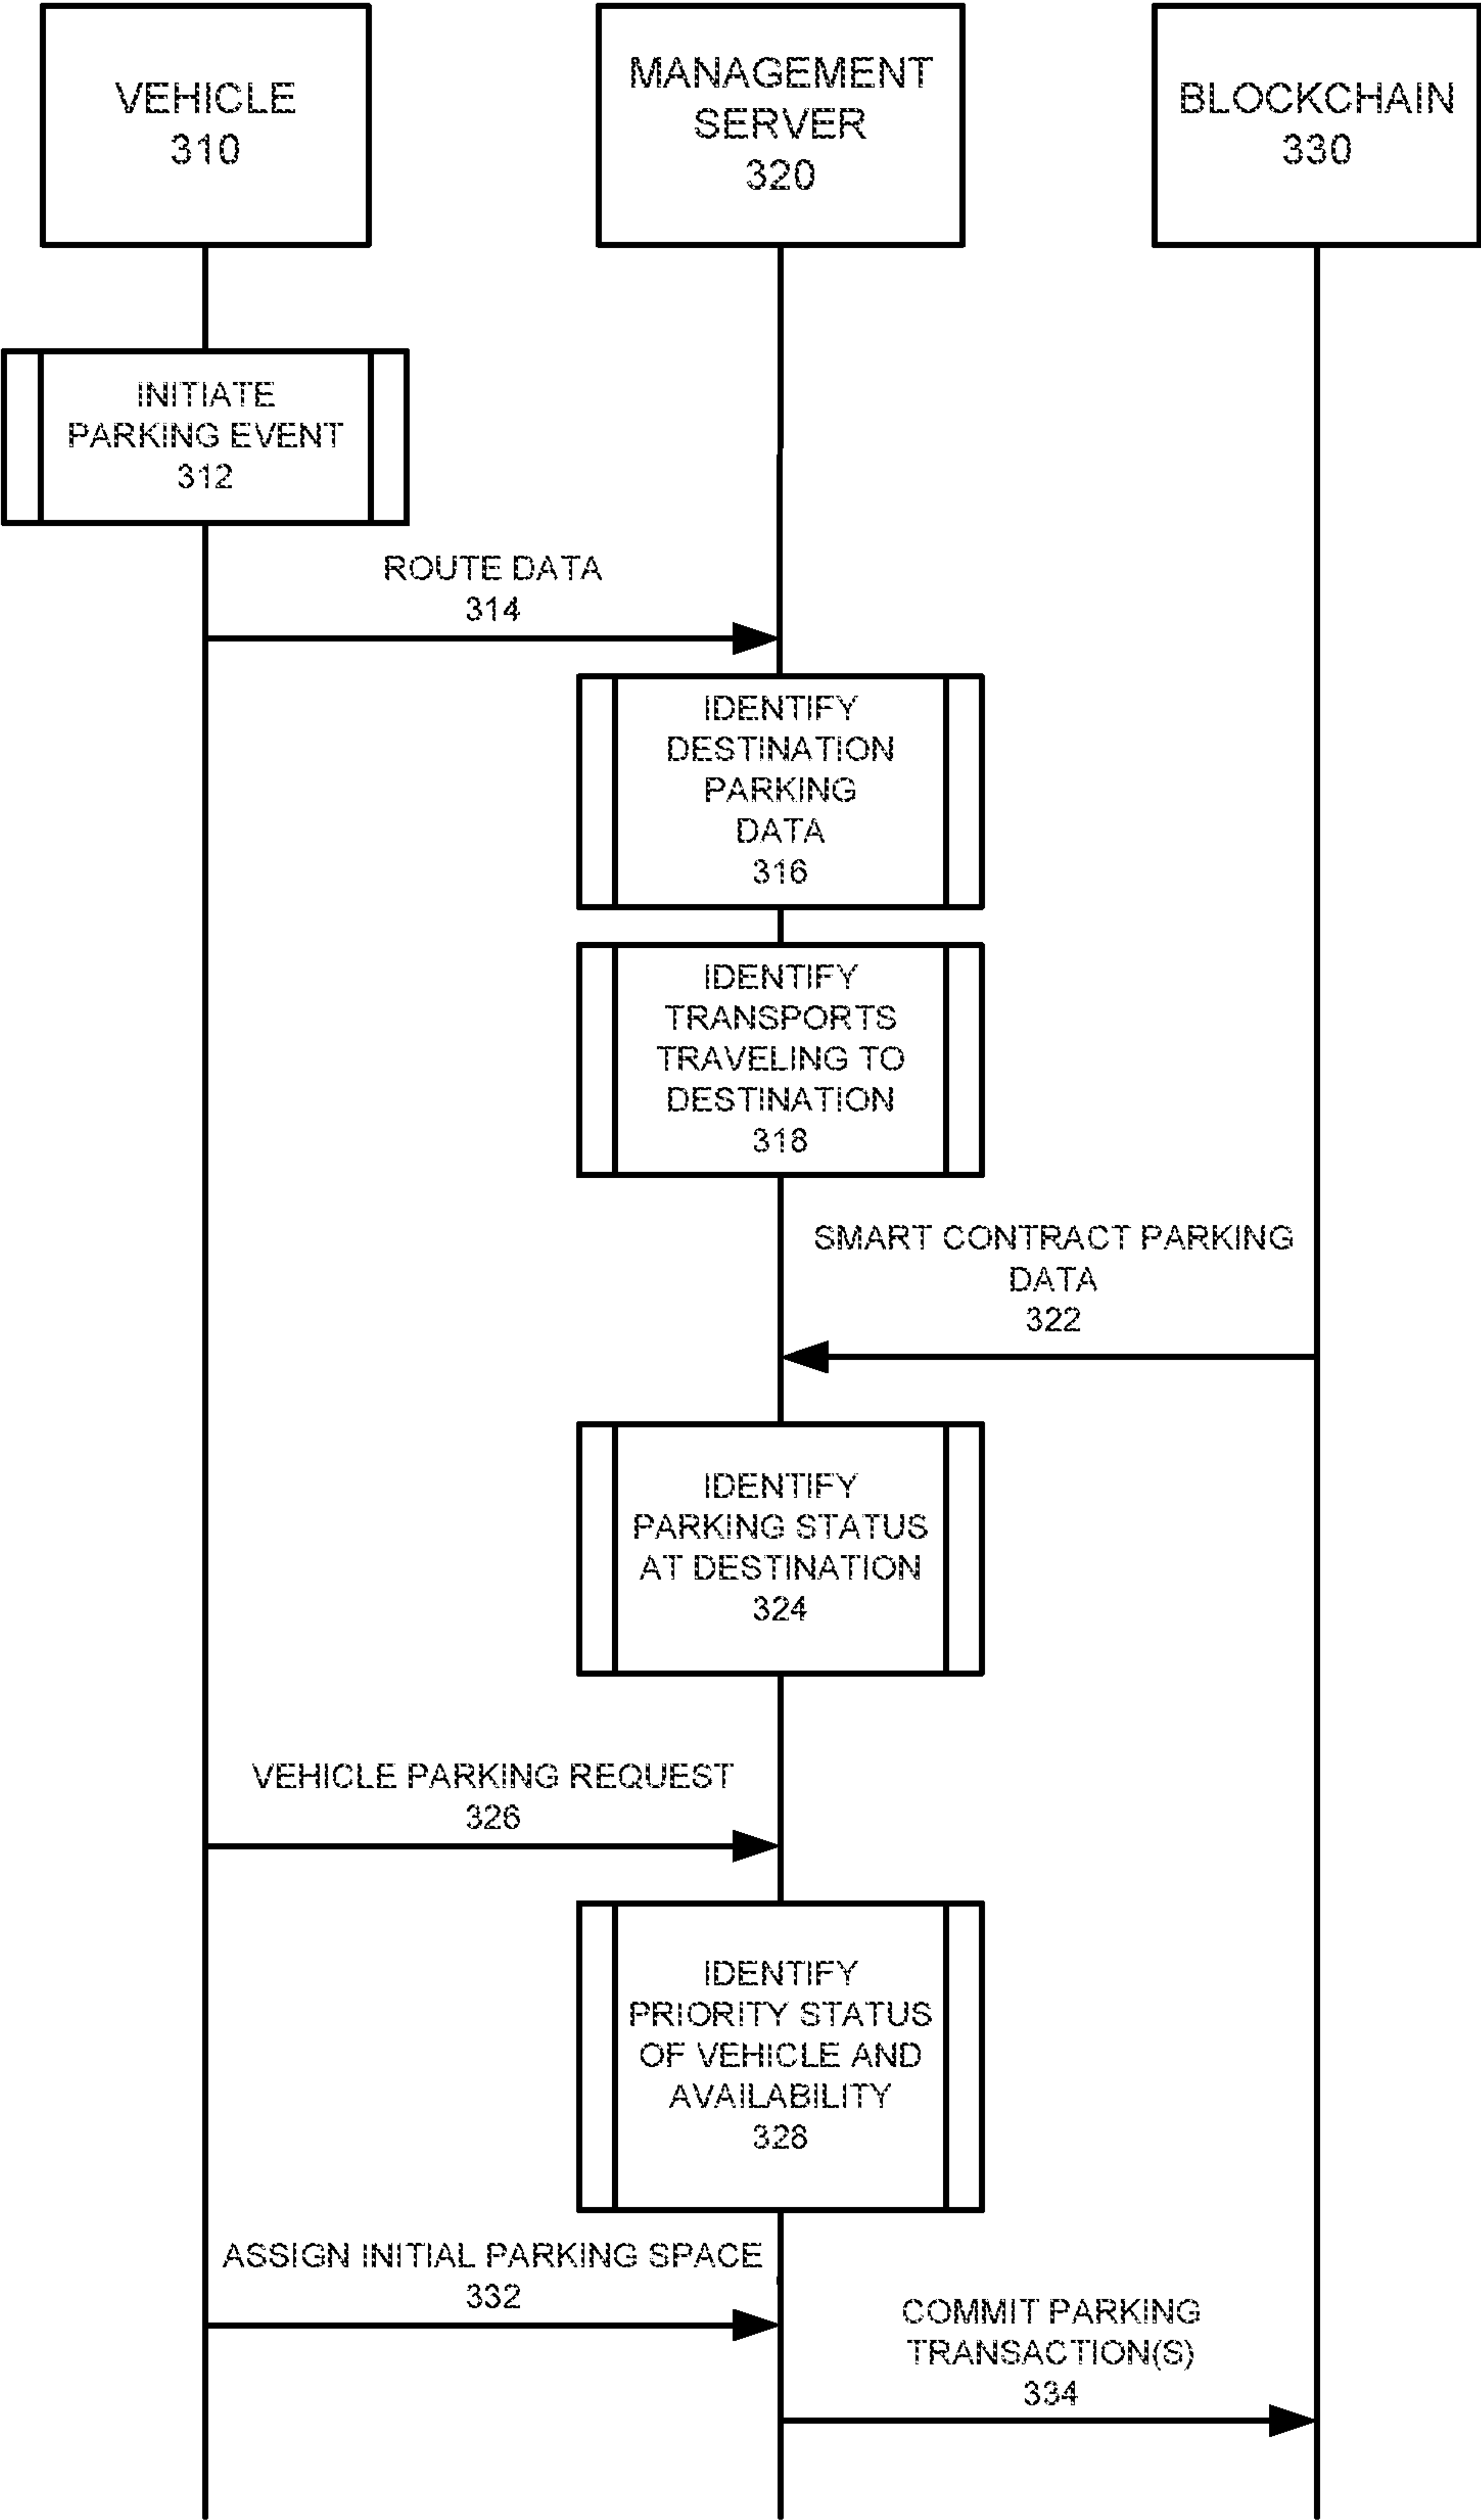 VEHICLE
310
MANAGEMENT
SERVER
320
BLOCKCHAIN
330
INITIATE
PARKING EVENT
312
ROUTE DATA
314
IDENTIFY
DESTINATION
PARKING
DATA
316
IDENTIFY
TRANSPORTS
TRAVELING TO
DESTINATION
318
SMART CONTRACT PARKING
DATA
322
IDENTIFY
PARKING STATUS
AT DESTINATION
324
VEHICLE PARKING REQUEST
326
IDENTIFY
PRIORITY STATUS
OF VEHICLE AND
AVAILABILITY
328
ASSIGN INITIAL PARKING SPACE
332
COMMIT PARKING
TRANSACTION(S)
334